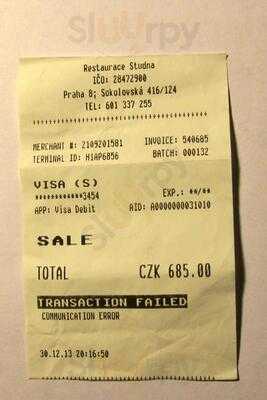 Sluurpy
Restaurace Studna
IČO: 28472900
Praha 8; Sokolovská 416/124
TEL: 601 337 255
MERCHANT #: 2109201581 INVOICE: 540685
TERMINAL ID: H1AP6856 BATCH: 000132
VISA (S) EXP.: **/**
************3454
APP: Visa Debit AID: A0000000031010
SALE
TOTAL CZK 685.00
TRANSACTION FAILED
COMMUNICATION ERROR
30.12.13 20:16:50